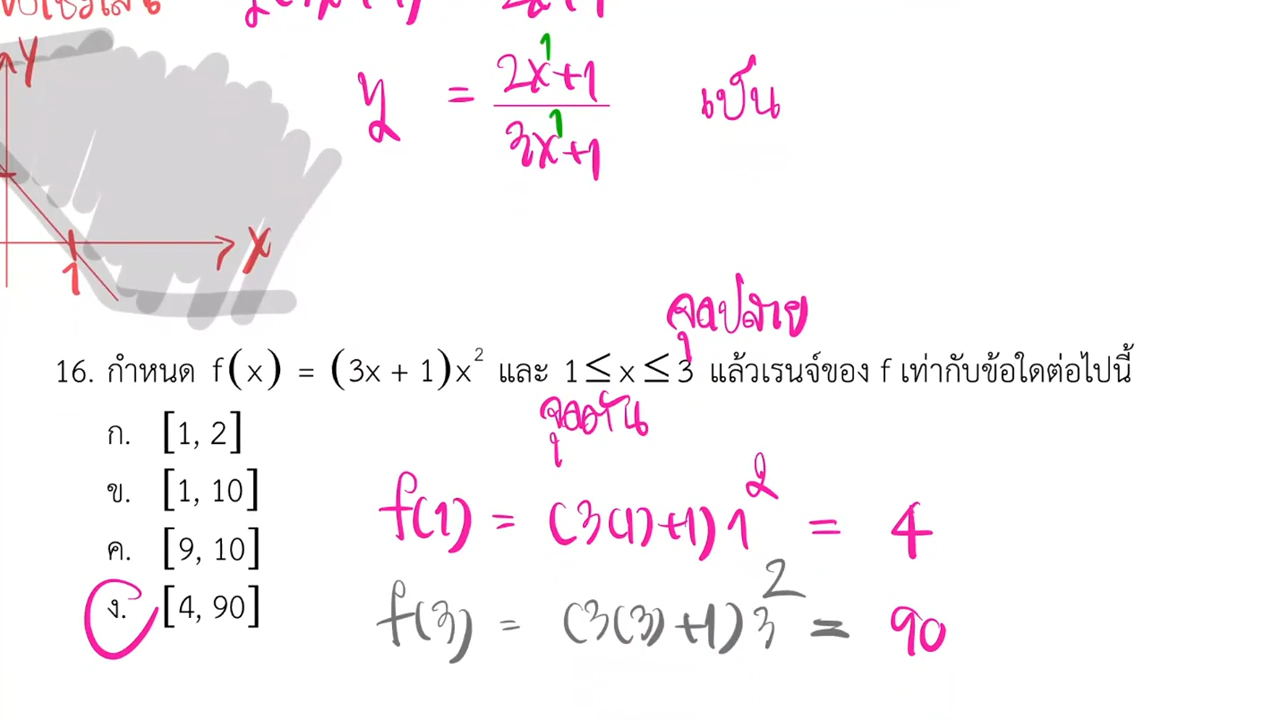 Y
y = 2x¹+1 / 3x¹+1 เป็น
X
1
จุดปลาย
16. กำหนด f(x) = (3x + 1)x² และ 1 ≤ x ≤ 3 แล้วเรนจ์ของ f เท่ากับข้อใดต่อไปนี้
จุดต้น
ก. [1, 2]
ข. [1, 10]
ค. [9, 10]
ง. [4, 90]
f(1) = (3(1)+1) 1² = 4
f(3) = (3(3)+1) 3² = 90